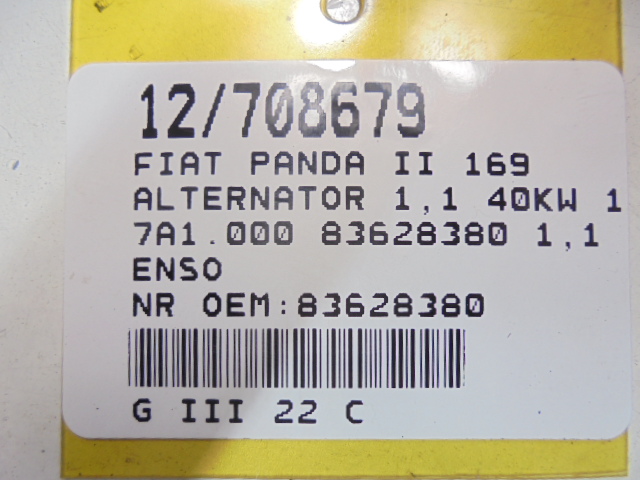 12/708679
FIAT PANDA II 169
ALTERNATOR 1,1 40KW 1
7A1.000 83628380 1,1
ENSO
NR OEM:83628380
G III 22 C